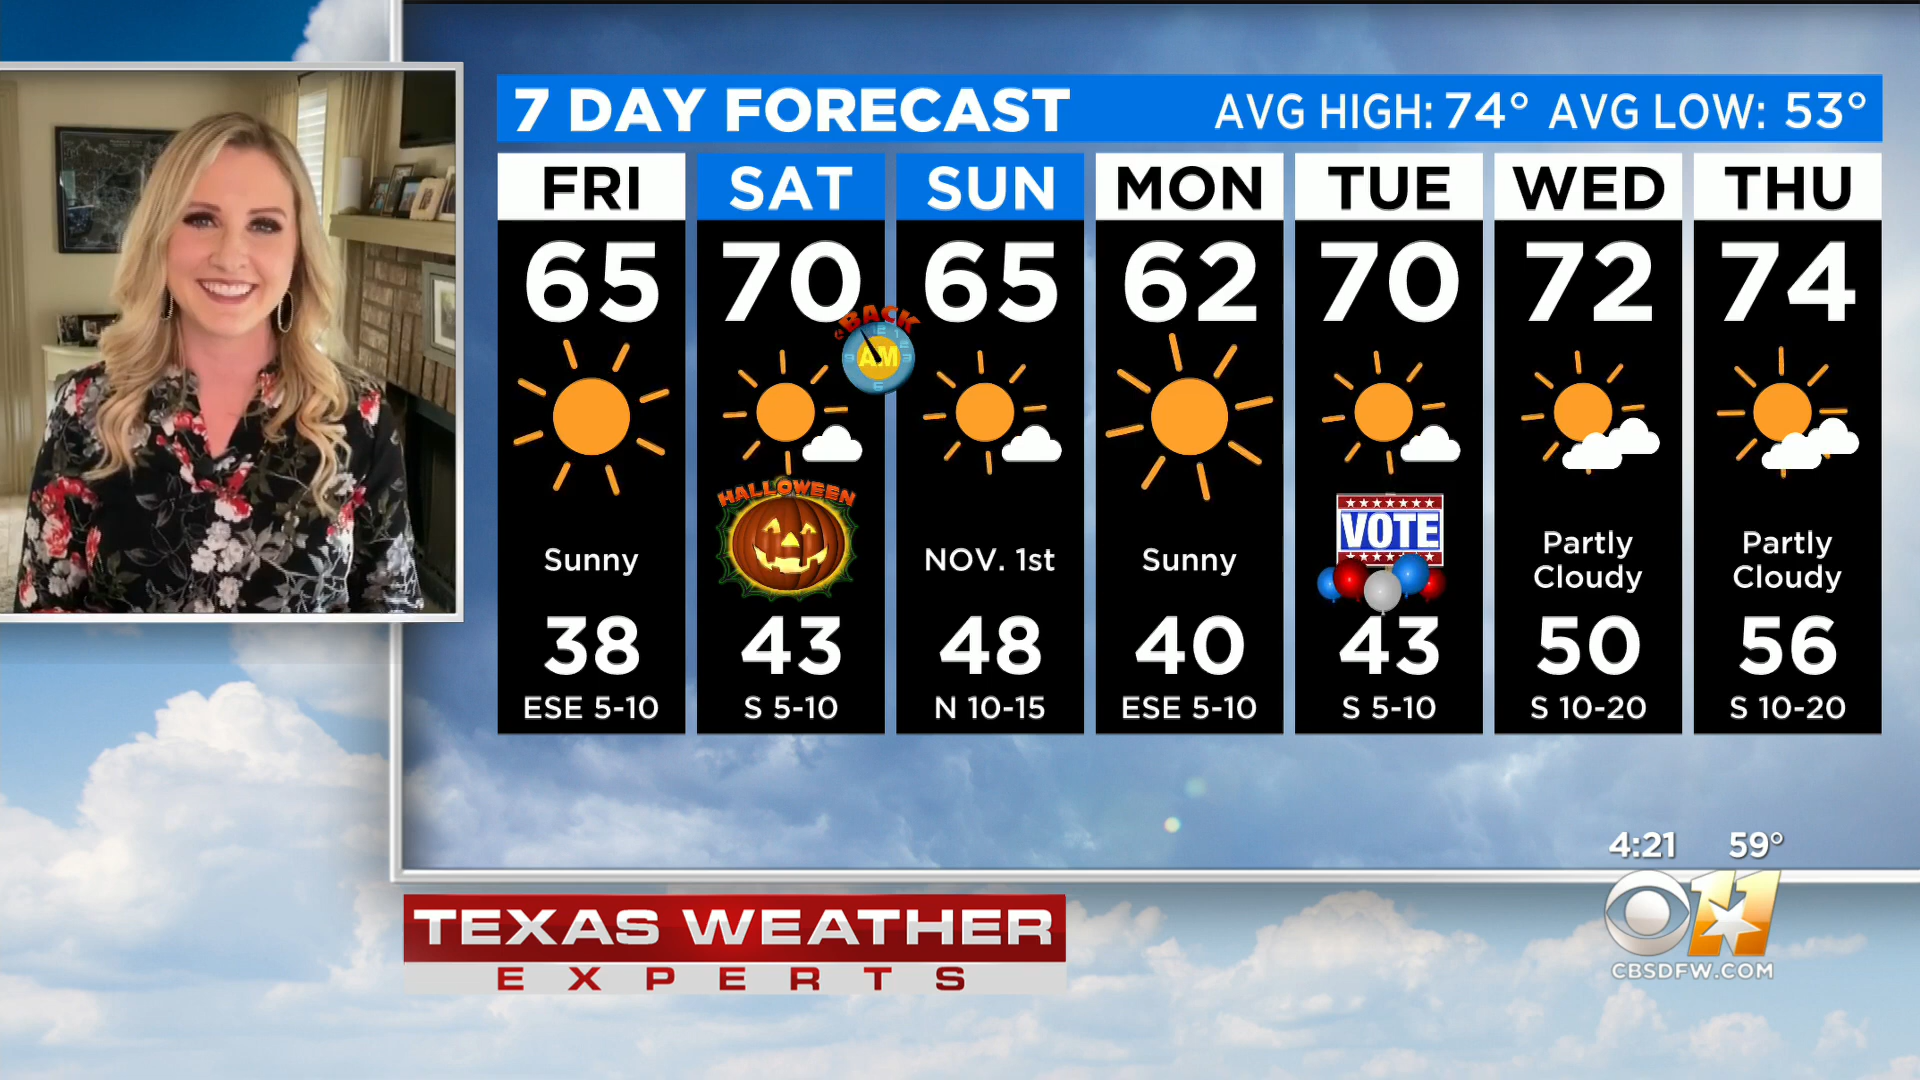 7 DAY FORECAST AVG HIGH: 74° AVG LOW: 53°
FRI SAT SUN MON TUE WED THU
65 70 65 62 70 72 74
BACK
AM
HALLOWEEN
VOTE
Sunny NOV. 1st Sunny Partly Cloudy Partly Cloudy
38 43 48 40 43 50 56
ESE 5-10 S 5-10 N 10-15 ESE 5-10 S 5-10 S 10-20 S 10-20
4:21 59°
TEXAS WEATHER
EXPERTS
11
CBSDFW.COM